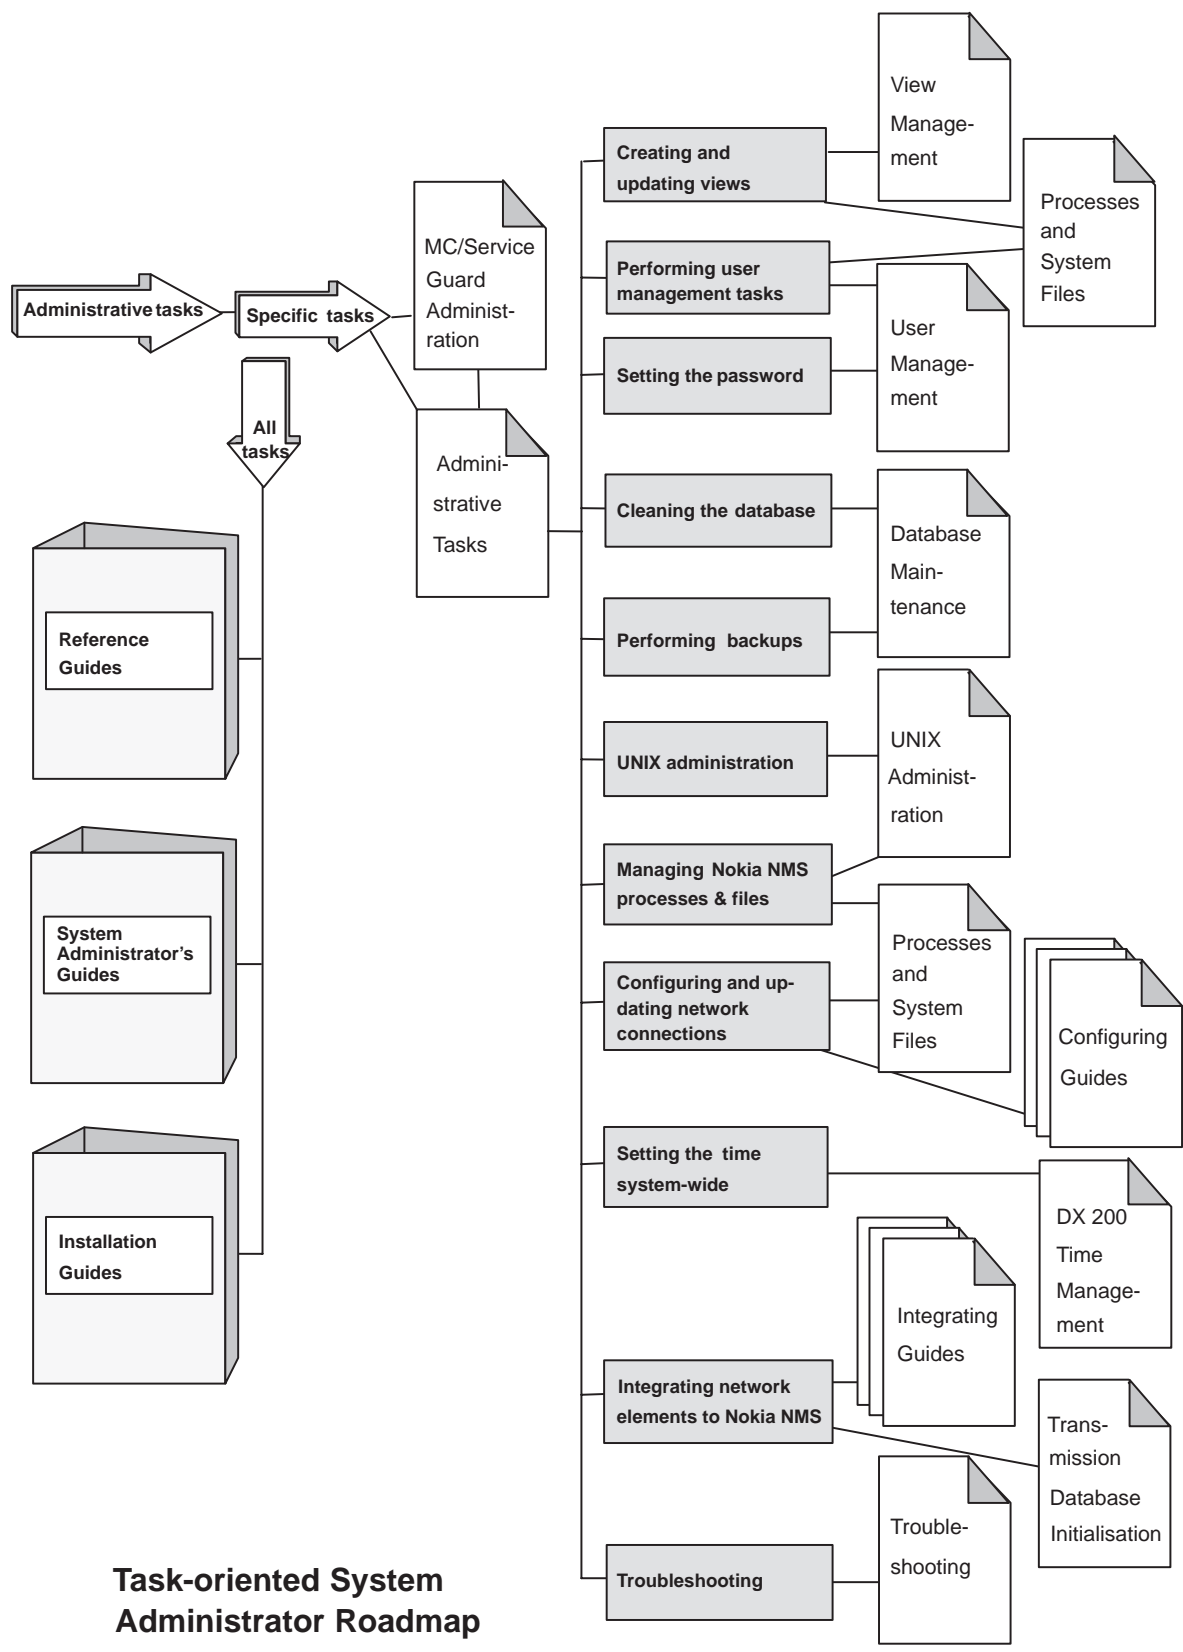 Administrative tasks
Specific tasks
All
tasks
Reference
Guides
System
Administrator's
Guides
Installation
Guides
MC/Service
Guard
Administ-
ration
Admini-
strative
Tasks
Creating and
updating views
Performing user
management tasks
Setting the password
Cleaning the database
Performing backups
UNIX administration
Managing Nokia NMS
processes & files
Configuring and up-
dating network
connections
Setting the time
system-wide
Integrating network
elements to Nokia NMS
Troubleshooting
View
Manage-
ment
Processes
and
System
Files
User
Manage-
ment
Database
Main-
tenance
UNIX
Administ-
ration
Processes
and
System
Files
Configuring
Guides
DX 200
Time
Manage-
ment
Integrating
Guides
Trans-
mission
Database
Initialisation
Trouble-
shooting
Task-oriented System
Administrator Roadmap